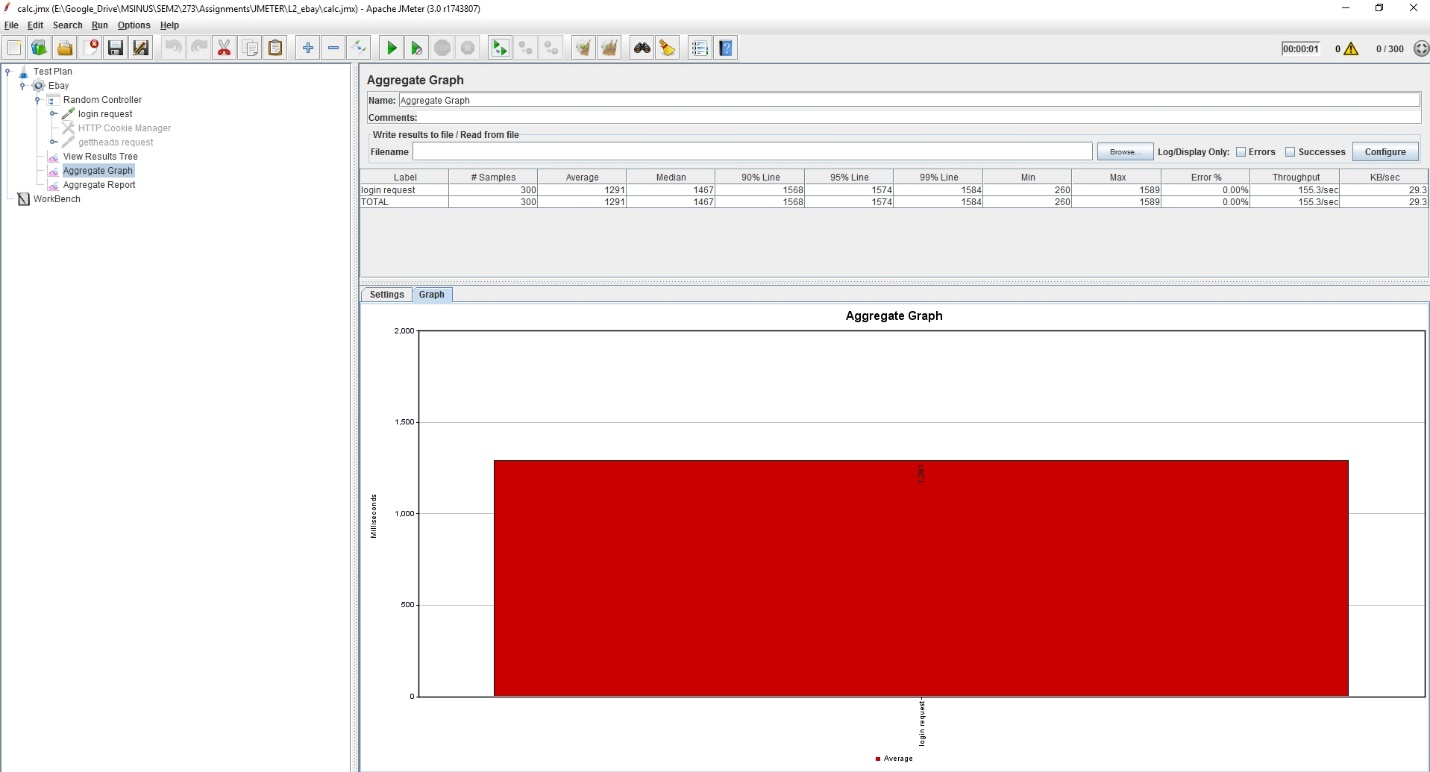 calc.jmx (E:\Google_Drive\MSINUS\SEM2\273\Assignments\JMETER\L2_ebay\calc.jmx) - Apache JMeter (3.0 r1743807)
File Edit Search Run Options Help
00:00:01 0 0 / 300
Test Plan
Ebay
Random Controller
login request
HTTP Cookie Manager
gettheads request
View Results Tree
Aggregate Graph
Aggregate Report
WorkBench
Aggregate Graph
Name: Aggregate Graph
Comments:
Write results to file / Read from file
Filename Browse... Log/Display Only: Errors Successes Configure
Label # Samples Average Median 90% Line 95% Line 99% Line Min Max Error % Throughput KB/sec
login request 300 1291 1467 1568 1574 1584 260 1589 0.00% 155.3/sec 29.3
TOTAL 300 1291 1467 1568 1574 1584 260 1589 0.00% 155.3/sec 29.3
Settings Graph
Aggregate Graph
2,000
1,500
1,000
500
0
Milliseconds
1,291
login request
Average